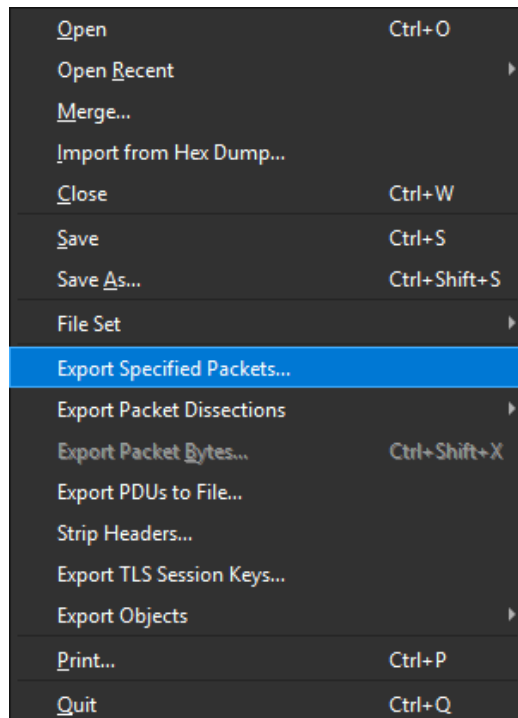 Open Ctrl+O
Open Recent
Merge...
Import from Hex Dump...
Close Ctrl+W
Save Ctrl+S
Save As... Ctrl+Shift+S
File Set
Export Specified Packets...
Export Packet Dissections
Export Packet Bytes... Ctrl+Shift+X
Export PDUs to File...
Strip Headers...
Export TLS Session Keys...
Export Objects
Print... Ctrl+P
Quit Ctrl+Q